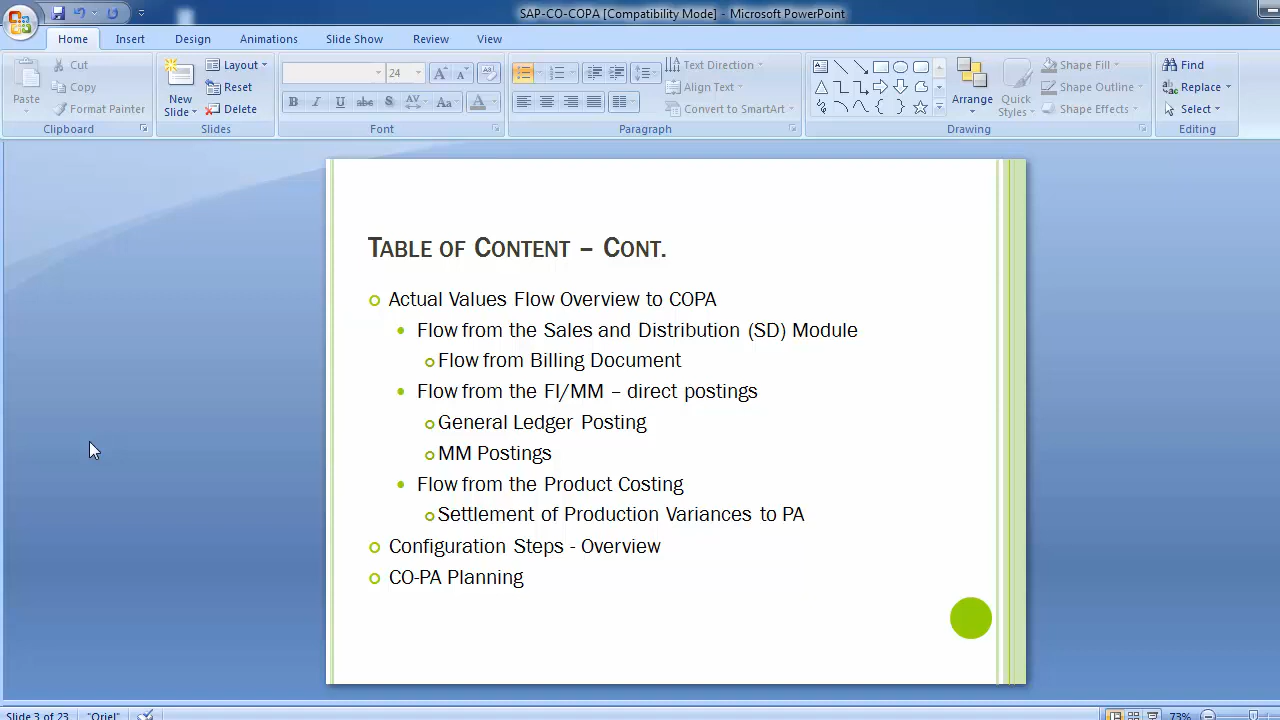 SAP-CO-COPA [Compatibility Mode] - Microsoft PowerPoint
Home Insert Design Animations Slide Show Review View
Paste
Cut
Copy
Format Painter
Clipboard
New Slide
Layout
Reset
Delete
Slides
24
B I U abc S AV Aa A
Font
Text Direction
Align Text
Convert to SmartArt
Paragraph
Arrange
Quick Styles
Shape Fill
Shape Outline
Shape Effects
Drawing
Find
Replace
Select
Editing
TABLE OF CONTENT – CONT.
Actual Values Flow Overview to COPA
Flow from the Sales and Distribution (SD) Module
Flow from Billing Document
Flow from the FI/MM – direct postings
General Ledger Posting
MM Postings
Flow from the Product Costing
Settlement of Production Variances to PA
Configuration Steps - Overview
CO-PA Planning
Slide 3 of 23 "Oriel" 73%